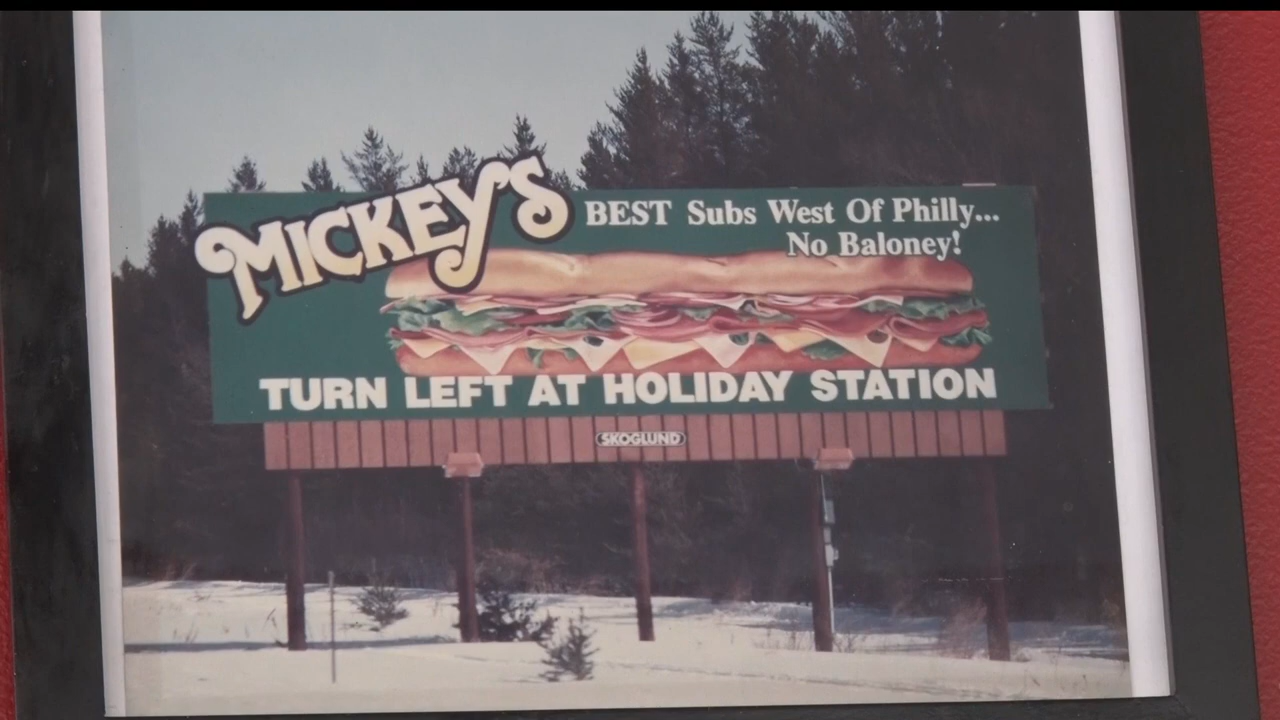 MICKEY'S
BEST Subs West Of Philly...
No Baloney!
TURN LEFT AT HOLIDAY STATION
SKOGLUND